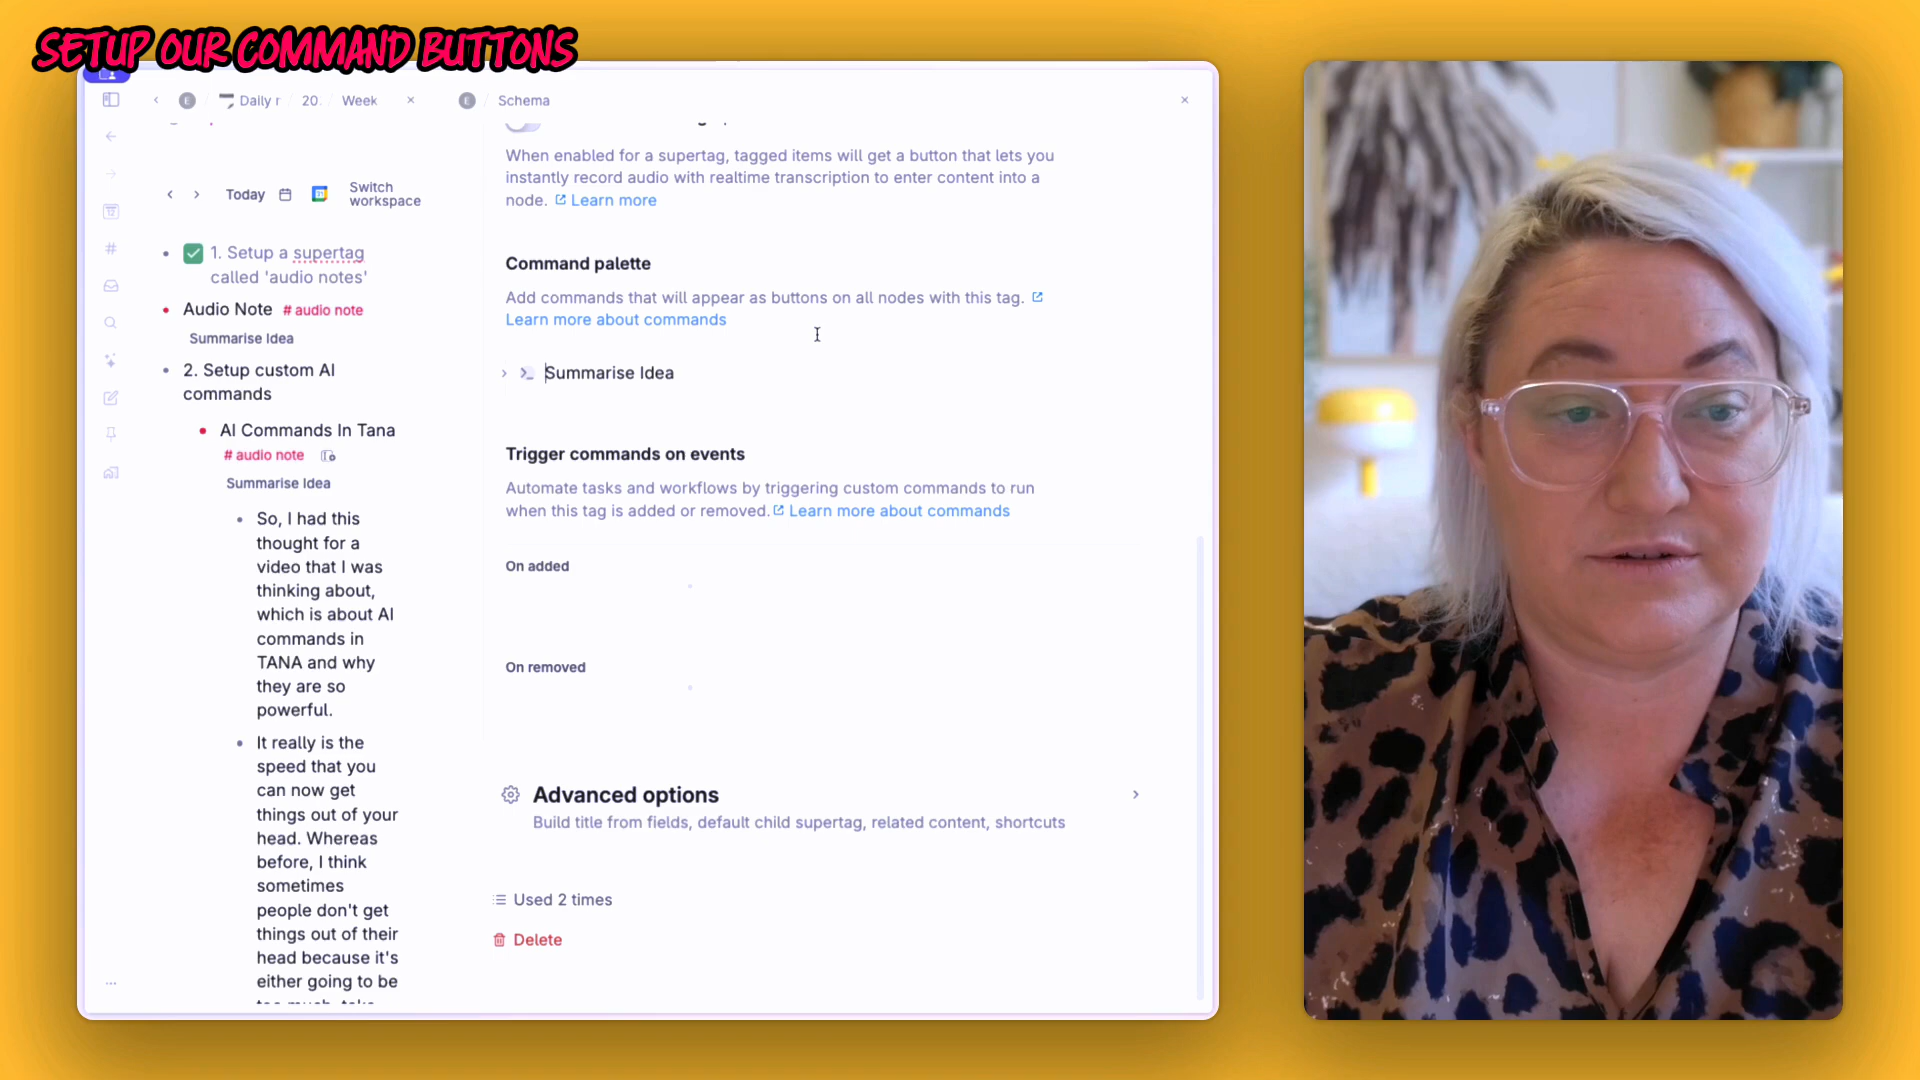 SETUP OUR COMMAND BUTTONS
E / Daily r / 20. Week
E / Schema
Today
Switch
workspace
1. Setup a supertag
called 'audio notes'
Audio Note # audio note
Summarise Idea
2. Setup custom AI
commands
AI Commands In Tana
# audio note
Summarise Idea
So, I had this
thought for a
video that I was
thinking about,
which is about AI
commands in
TANA and why
they are so
powerful.
It really is the
speed that you
can now get
things out of your
head. Whereas
before, I think
sometimes
people don't get
things out of their
head because it's
either going to be
When enabled for a supertag, tagged items will get a button that lets you
instantly record audio with realtime transcription to enter content into a
node. Learn more
Command palette
Add commands that will appear as buttons on all nodes with this tag.
Learn more about commands
Summarise Idea
Trigger commands on events
Automate tasks and workflows by triggering custom commands to run
when this tag is added or removed. Learn more about commands
On added
On removed
Advanced options
Build title from fields, default child supertag, related content, shortcuts
Used 2 times
Delete